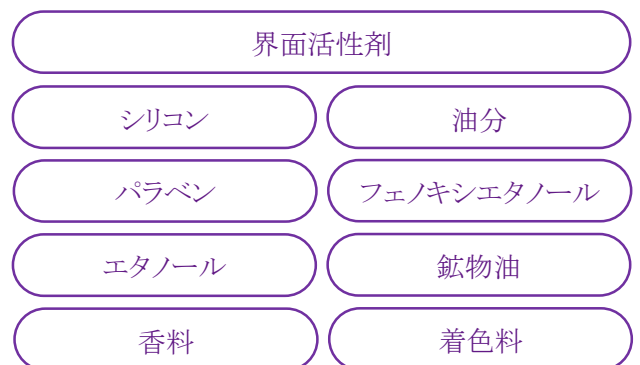 界面活性剤
シリコン 油分
パラベン フェノキシエタノール
エタノール 鉱物油
香料 着色料